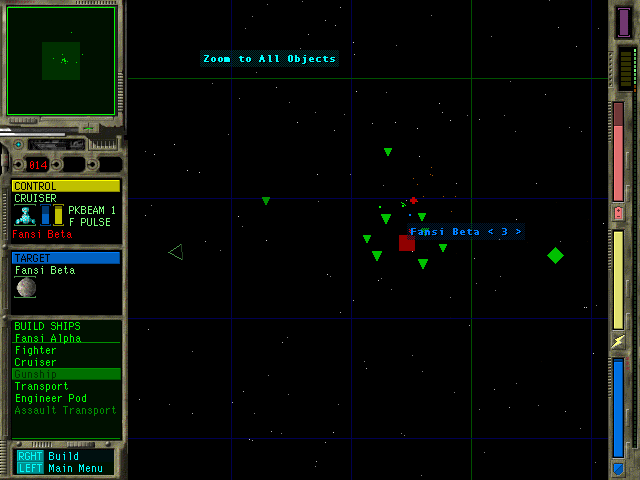 Zoom to All Objects
014
CONTROL
CRUISER
PKBEAM 1
F PULSE
Fansi Beta
Fansi Beta < 3 >
TARGET
Fansi Beta
BUILD SHIPS
Fansi Alpha
Fighter
Cruiser
Gunship
Transport
Engineer Pod
Assault Transport
RGHT Build
LEFT Main Menu